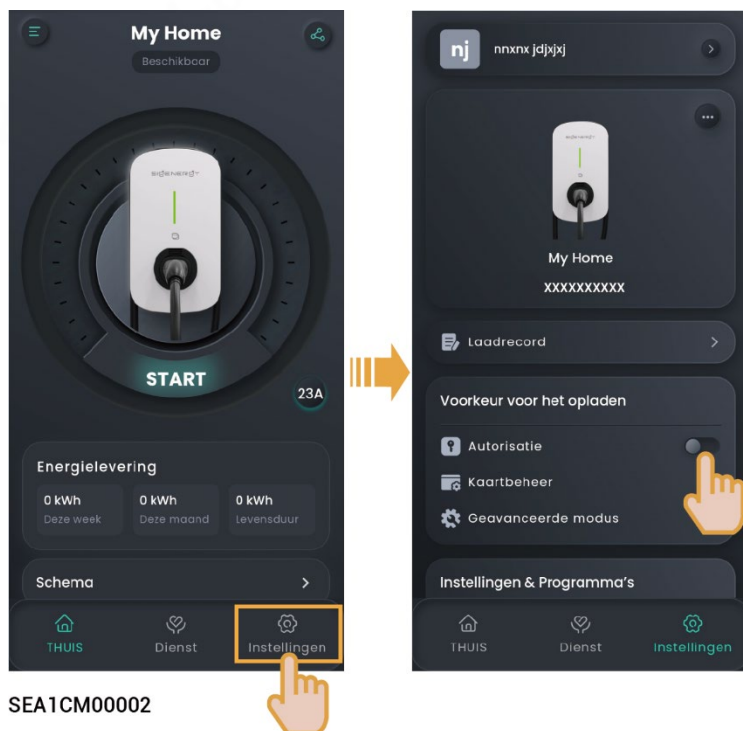 My Home
Beschikbaar
SIGENERGY
START
23A
Energielevering
0 kWh 0 kWh 0 kWh
Deze week Deze maand Levensduur
Schema
THUIS Dienst Instellingen
SEA1CM00002
nj nnxnx jdjxjxj
SIGENERGY
My Home
XXXXXXXXXX
Laadrecord
Voorkeur voor het opladen
Autorisatie
Kaartbeheer
Geavanceerde modus
Instellingen & Programma's
THUIS Dienst Instellingen